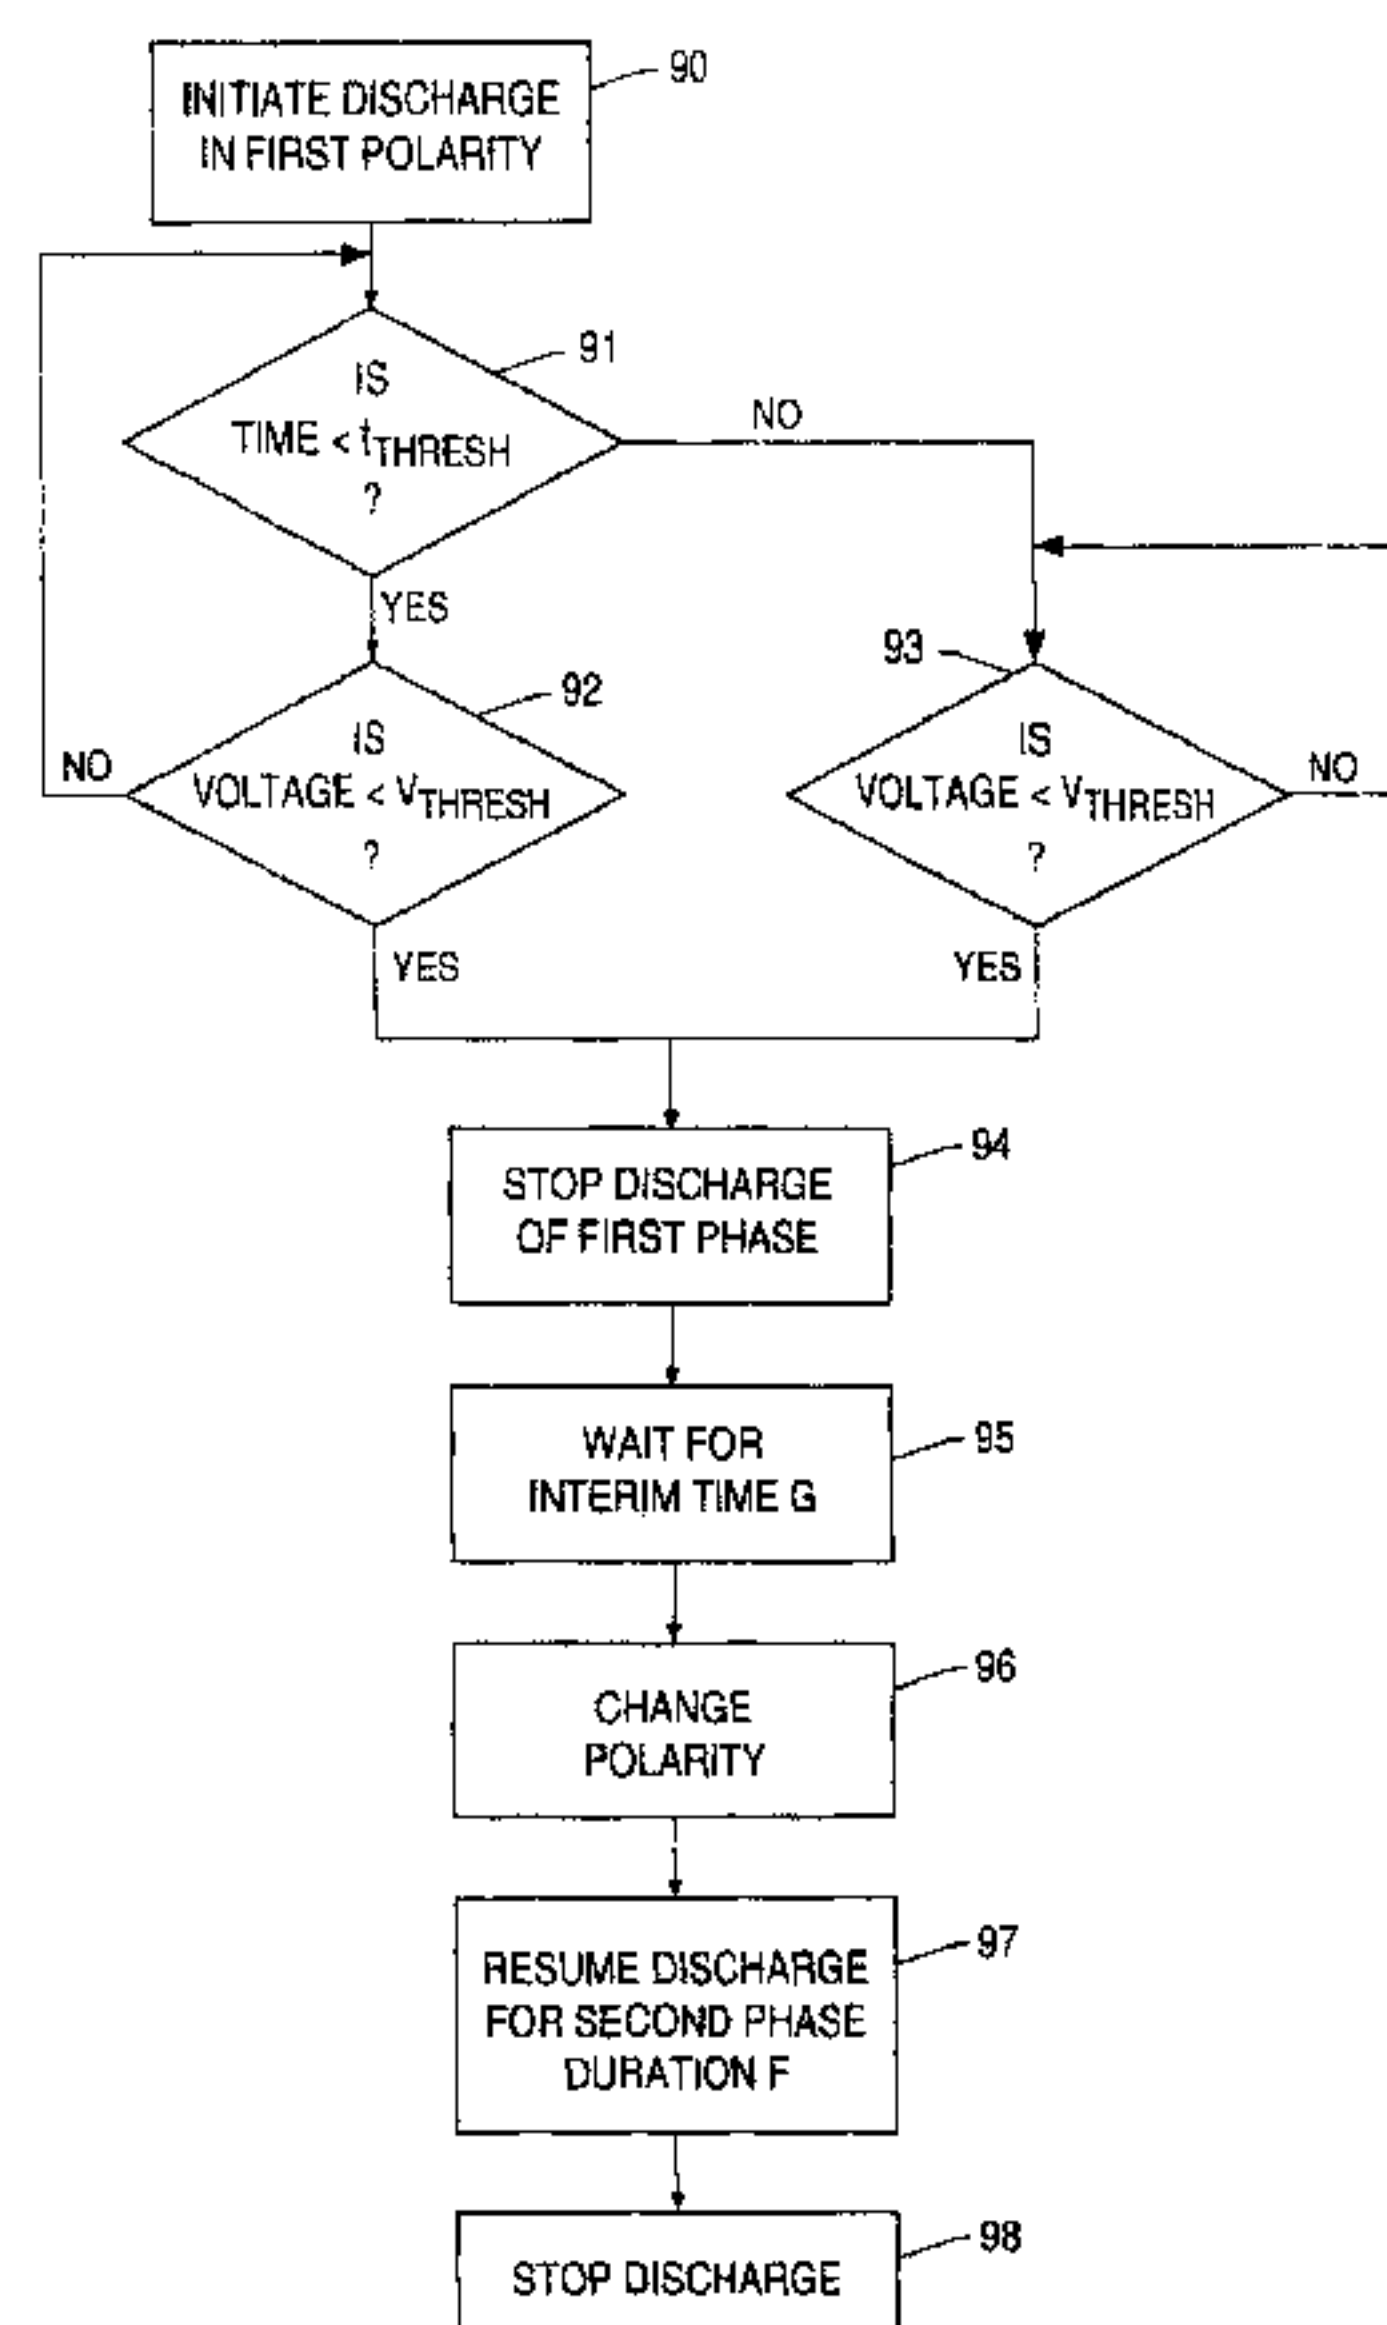 INITIATE DISCHARGE
IN FIRST POLARITY
90
IS
TIME < tTHRESH
?
91
NO
YES
IS
VOLTAGE < VTHRESH
?
92
NO
YES
93
IS
VOLTAGE < VTHRESH
?
NO
YES
STOP DISCHARGE
OF FIRST PHASE
94
WAIT FOR
INTERIM TIME G
95
CHANGE
POLARITY
96
RESUME DISCHARGE
FOR SECOND PHASE
DURATION F
97
STOP DISCHARGE
98